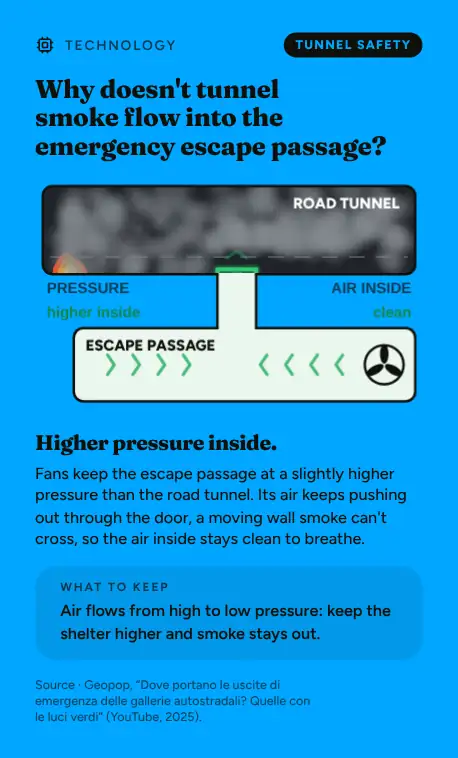 TECHNOLOGY
TUNNEL SAFETY
Why doesn't tunnel
smoke flow into the
emergency escape passage?
ROAD TUNNEL
PRESSURE
AIR INSIDE
higher inside
clean
ESCAPE PASSAGE
Higher pressure inside.
Fans keep the escape passage at a slightly higher
pressure than the road tunnel. Its air keeps pushing
out through the door, a moving wall smoke can't
cross, so the air inside stays clean to breathe.
WHAT TO KEEP
Air flows from high to low pressure: keep the
shelter higher and smoke stays out.
Source · Geopop, "Dove portano le uscite di
emergenza delle gallerie autostradali? Quelle con
le luci verdi" (YouTube, 2025).